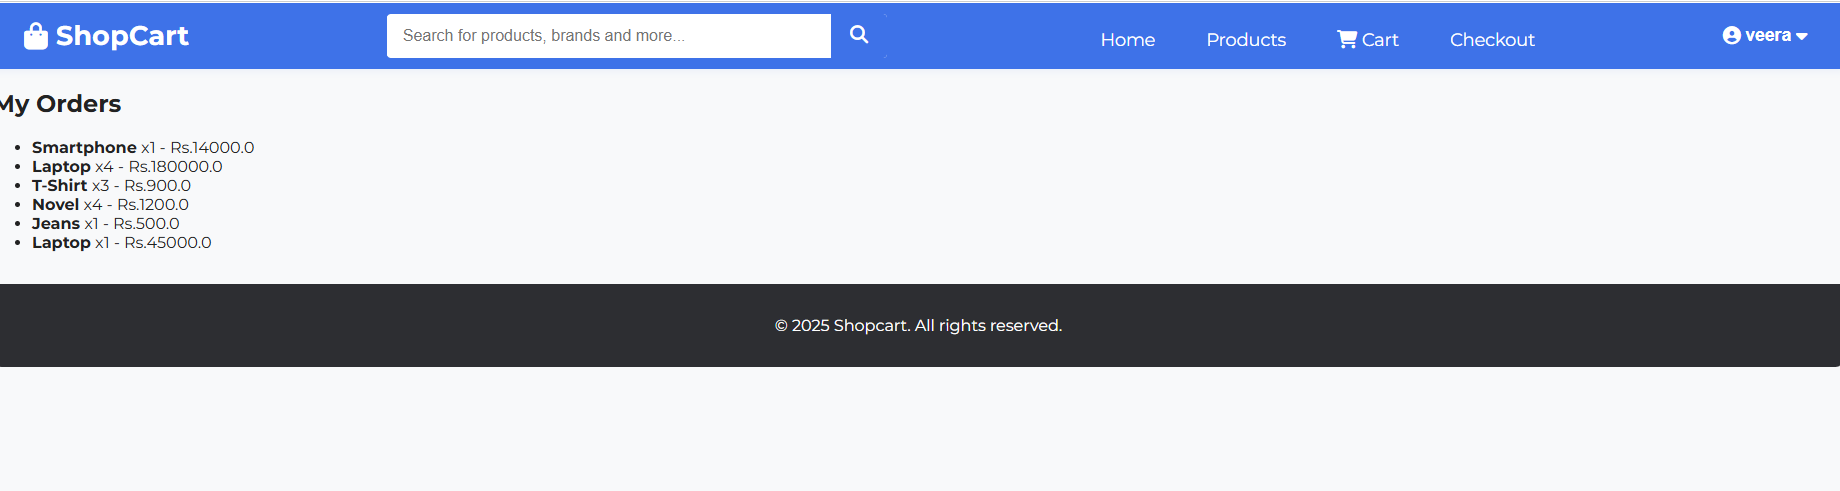 ShopCart
Search for products, brands and more...
Home
Products
Cart
Checkout
veera
My Orders
Smartphone x1 - Rs.14000.0
Laptop x4 - Rs.180000.0
T-Shirt x3 - Rs.900.0
Novel x4 - Rs.1200.0
Jeans x1 - Rs.500.0
Laptop x1 - Rs.45000.0
© 2025 Shopcart. All rights reserved.